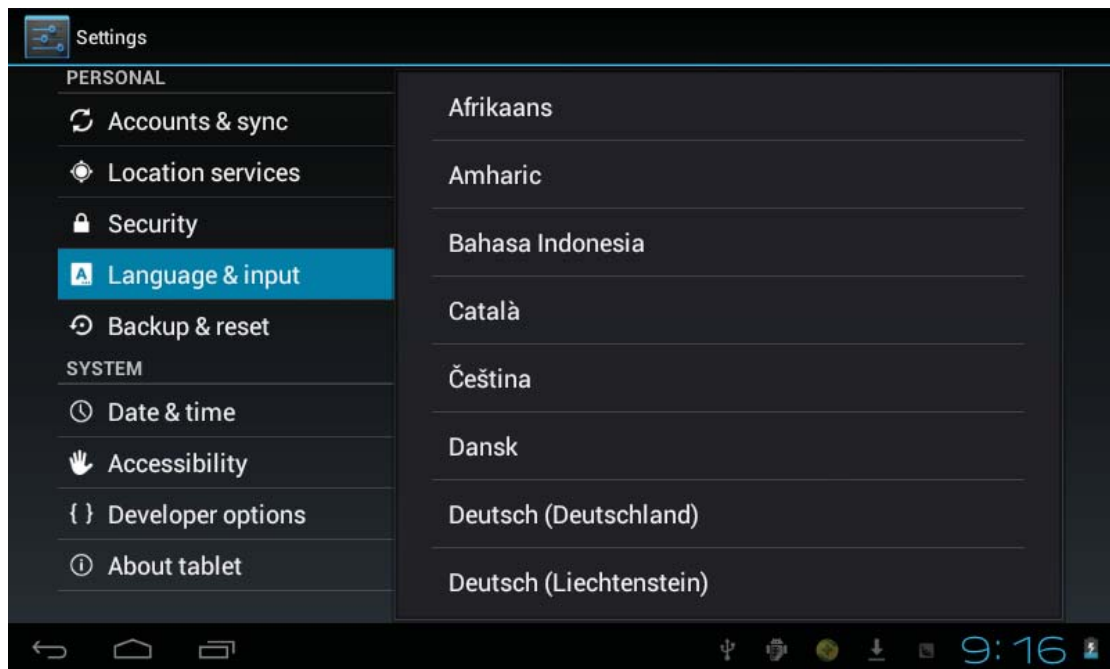 Settings
PERSONAL
Accounts & sync
Location services
Security
Language & input
Backup & reset
SYSTEM
Date & time
Accessibility
{ } Developer options
About tablet
Afrikaans
Amharic
Bahasa Indonesia
Català
Čeština
Dansk
Deutsch (Deutschland)
Deutsch (Liechtenstein)
9:16